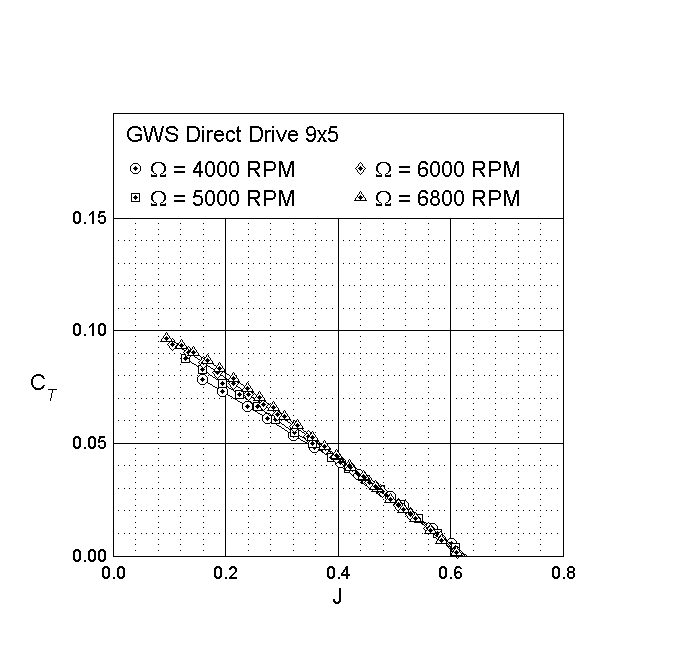 GWS Direct Drive 9x5
Ω = 4000 RPM Ω = 6000 RPM
Ω = 5000 RPM Ω = 6800 RPM
0.15
0.10
C_T
0.05
0.00
0.0 0.2 0.4 0.6 0.8
J